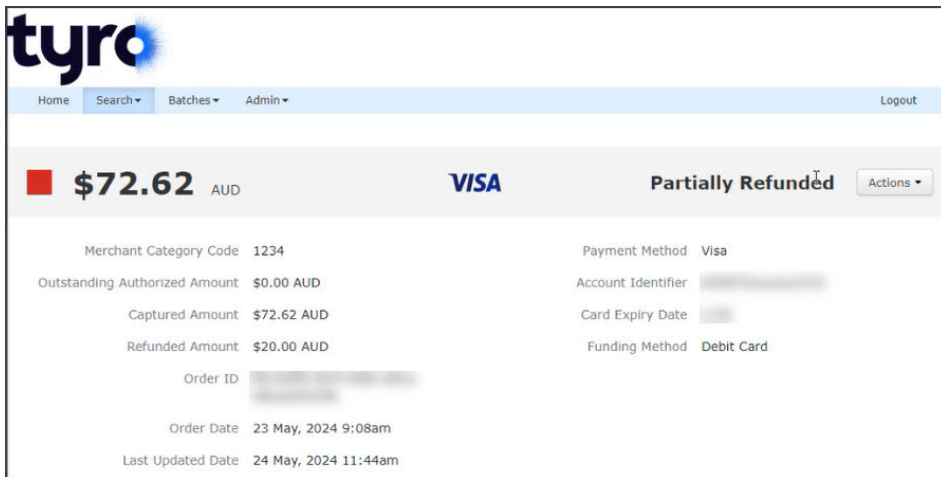 tyro
Home Search Batches Admin Logout
$72.62 AUD VISA Partially Refunded Actions
Merchant Category Code 1234 Payment Method Visa
Outstanding Authorized Amount $0.00 AUD Account Identifier
Captured Amount $72.62 AUD Card Expiry Date
Refunded Amount $20.00 AUD Funding Method Debit Card
Order ID
Order Date 23 May, 2024 9:08am
Last Updated Date 24 May, 2024 11:44am